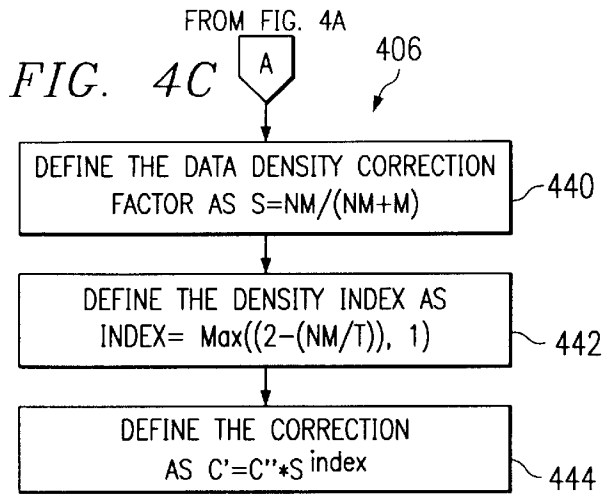 FROM FIG. 4A
A
FIG. 4C
406
DEFINE THE DATA DENSITY CORRECTION
FACTOR AS S=NM/(NM+M)
440
DEFINE THE DENSITY INDEX AS
INDEX= Max((2-(NM/T)), 1)
442
DEFINE THE CORRECTION
AS C'=C''*S^index
444